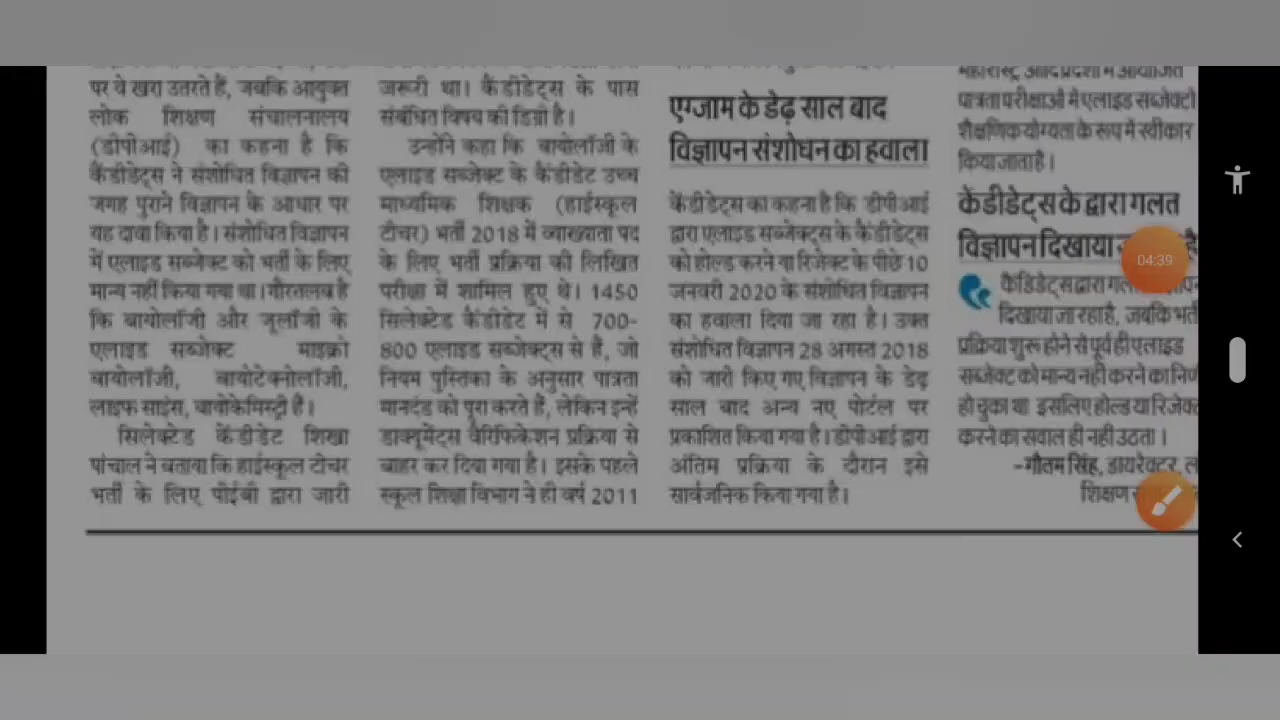 पर वे खरा उतरते हैं, जबकि आयुक्त
लोक शिक्षण संचालनालय
(डीपीआई) का कहना है कि
कैंडीडेट्स ने संशोधित विज्ञापन की
जगह पुराने विज्ञापन के आधार पर
यह दावा किया है। संशोधित विज्ञापन
में एलाइड सब्जेक्ट को भर्ती के लिए
मान्य नहीं किया गया था। गौरतलब है
कि बायोलॉजी और जूलॉजी के
एलाइड सब्जेक्ट माइक्रो
बायोलॉजी, बायोटेक्नोलॉजी,
लाइफ साइंस, बायोकेमिस्ट्री है।
सिलेक्टेड केंडीडेट शिखा
पांचाल ने बताया कि हाईस्कूल टीचर
भर्ती के लिए पीईबी द्वारा जारी
जरूरी था। कैंडीडेट्स के पास
संबंधित विषय की डिग्री है।
उन्होंने कहा कि बायोलॉजी के
एलाइड सब्जेक्ट के कैंडीडेट उच्च
माध्यमिक शिक्षक (हाईस्कूल
टीचर) भर्ती 2018 में व्याख्याता पद
के लिए भर्ती प्रक्रिया की लिखित
परीक्षा में शामिल हुए थे। 1450
सिलेक्टेड कैंडीडेट में से 700-
800 एलाइड सब्जेक्ट्स से हैं, जो
नियम पुस्तिका के अनुसार पात्रता
मानदंड को पूरा करते हैं, लेकिन इन्हें
डाक्यूमेंट्स वैरिफिकेशन प्रक्रिया से
बाहर कर दिया गया है। इसके पहले
स्कूल शिक्षा विभाग ने ही वर्ष 2011
एग्जाम के डेढ़ साल बाद
विज्ञापन संशोधन का हवाला
केंडीडेट्स का कहना है कि डीपीआई
द्वारा एलाइड सब्जेक्ट्स के कैंडीडेट्स
को होल्ड करने या रिजेक्ट के पीछे 10
जनवरी 2020 के संशोधित विज्ञापन
का हवाला दिया जा रहा है। उक्त
संशोधित विज्ञापन 28 अगस्त 2018
को जारी किए गए विज्ञापन के डेढ़
साल बाद अन्य नए पोर्टल पर
प्रकाशित किया गया है। डीपीआई द्वारा
अंतिम प्रक्रिया के दौरान इसे
सार्वजनिक किया गया है।
पात्रता परीक्षाओं में एलाइड सब्जेक्टो
शैक्षणिक योग्यता के रूप में स्वीकार
किया जाता है।
केंडीडेट्स के द्वारा गलत
विज्ञापन दिखाया
कैंडिडेट्स द्वारा
दिखाया जा रहा है, जबकि
प्रक्रिया शुरू होने से पूर्व ही एलाइड
सब्जेक्ट को मान्य नहीं करने का
हो चुका था इसलिए होल्ड या
करने का सवाल ही नहीं उठता।
-गौतम सिंह, डायरेक्टर,
शिक्षण
04:39